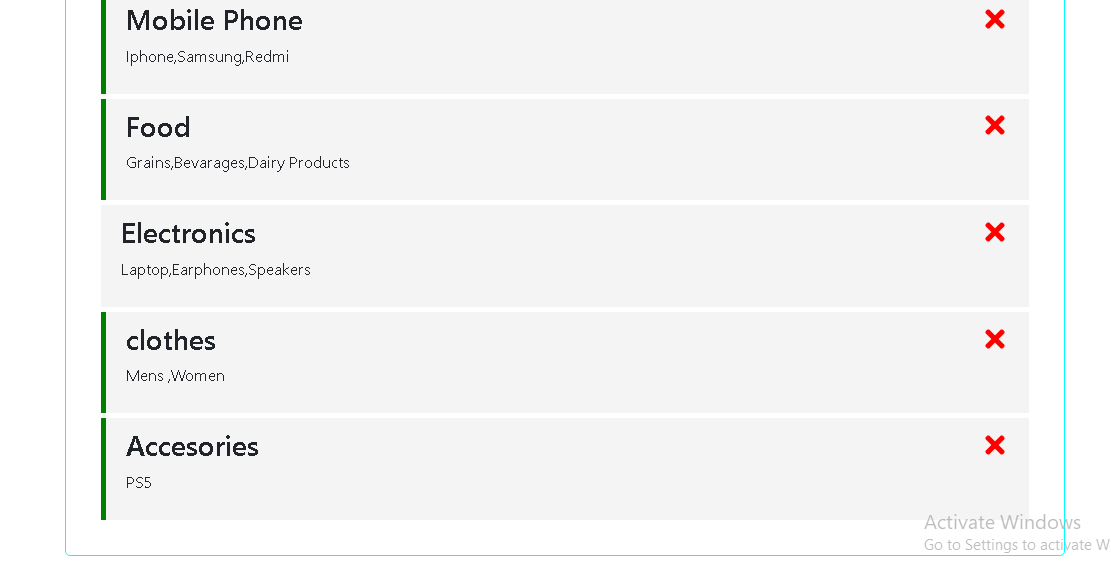 Mobile Phone
Iphone,Samsung,Redmi
Food
Grains,Bevarages,Dairy Products
Electronics
Laptop,Earphones,Speakers
clothes
Mens ,Women
Accesories
PS5
Activate Windows
Go to Settings to activate W